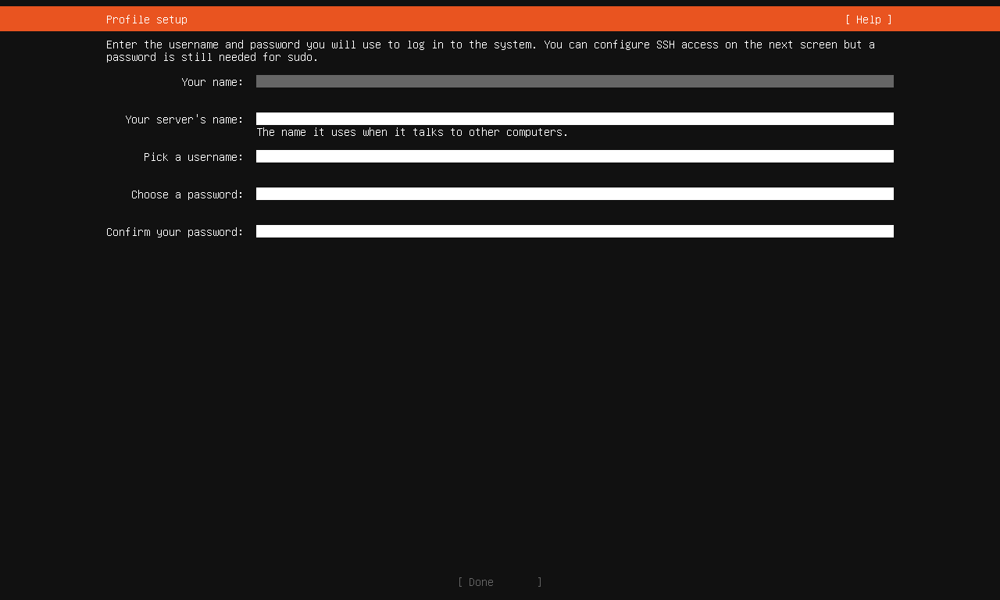 Profile setup [ Help ]
Enter the username and password you will use to log in to the system. You can configure SSH access on the next screen but a
password is still needed for sudo.
Your name:
Your server's name:
The name it uses when it talks to other computers.
Pick a username:
Choose a password:
Confirm your password:
[ Done ]